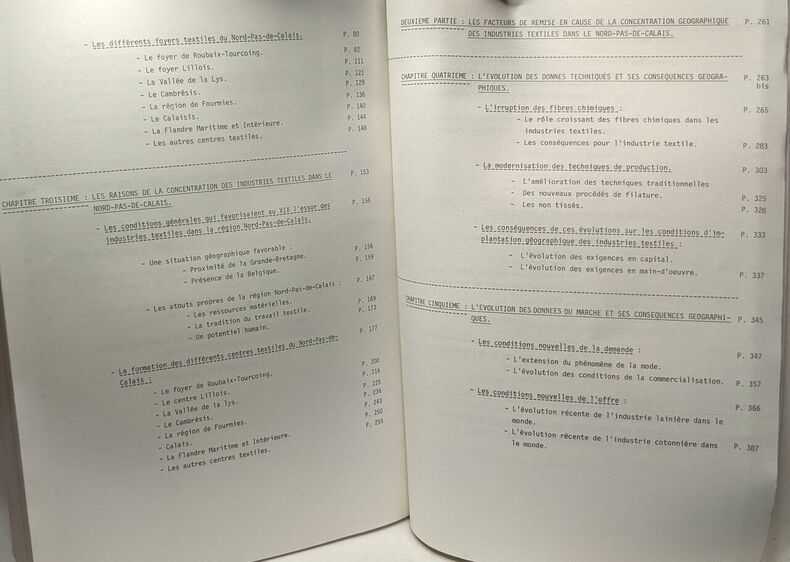 - Les différents foyers textiles du Nord-Pas-de-Calais. P. 80
- Le foyer de Roubaix-Tourcoing. P. 82
- Le foyer Lillois. P. 111
- La Vallée de la Lys. P. 121
- Le Cambrésis. P. 129
- La région de Fourmies. P. 136
- Le Calaisis. P. 140
- La Flandre Maritime et Intérieure. P. 144
- Les autres centres textiles. P. 148
CHAPITRE TROISIEME : LES RAISONS DE LA CONCENTRATION DES INDUSTRIES TEXTILES DANS LE P. 153
NORD-PAS-DE-CALAIS.
- Les conditions générales qui favorisaient au XIX l'essor des P. 156
industries textiles dans la région Nord-Pas-de-Calais.
- Une situation géographique favorable : P. 156
- Proximité de la Grande-Bretagne. P. 159
- Présence de la Belgique.
- Les atouts propres de la région Nord-Pas-de-Calais : P. 167
- Les ressources matérielles. P. 169
- La tradition du travail textile. P. 173
- Un potentiel humain.
- La formation des différents centres textiles du Nord-Pas-de- P. 177
Calais :
- Le foyer de Roubaix-Tourcoing. P. 200
- Le centre Lillois. P. 216
- La Vallée de la lys. P. 225
- Le Cambrésis. P. 236
- La région de Fourmies. P. 243
- Calais. P. 250
- La Flandre Maritime et Intérieure. P. 255
- Les autres centres textiles.
DEUXIEME PARTIE : LES FACTEURS DE REMISE EN CAUSE DE LA CONCENTRATION GEOGRAPHIQUE P. 261
DES INDUSTRIES TEXTILES DANS LE NORD-PAS-DE-CALAIS.
CHAPITRE QUATRIEME : L'EVOLUTION DES DONNES TECHNIQUES ET SES CONSEQUENCES GEOGRA- P. 263
PHIQUES. bis
- L'irruption des fibres chimiques : P. 265
- Le rôle croissant des fibres chimiques dans les
industries textiles.
- Les conséquences pour l'industrie textile. P. 283
- La modernisation des techniques de production. P. 303
- L'amélioration des techniques traditionnelles
- Des nouveaux procédés de filature. P. 325
- Les non tissés. P. 328
- Les conséquences de ces évolutions sur les conditions d'im- P. 333
plantation géographique des industries textiles :
- L'évolution des exigences en capital.
- L'évolution des exigences en main-d'oeuvre. P. 337
CHAPITRE CINQUIEME : L'EVOLUTION DES DONNEES DU MARCHE ET SES CONSEQUENCES GEOGRAPHI- P. 345
QUES.
- Les conditions nouvelles de la demande : P. 347
- L'extension du phénomène de la mode.
- L'évolution des conditions de la commercialisation. P. 357
- Les conditions nouvelles de l'offre : P. 366
- L'évolution récente de l'industrie lainière dans le
monde.
- L'évolution récente de l'industrie cotonnière dans P. 387
le monde.